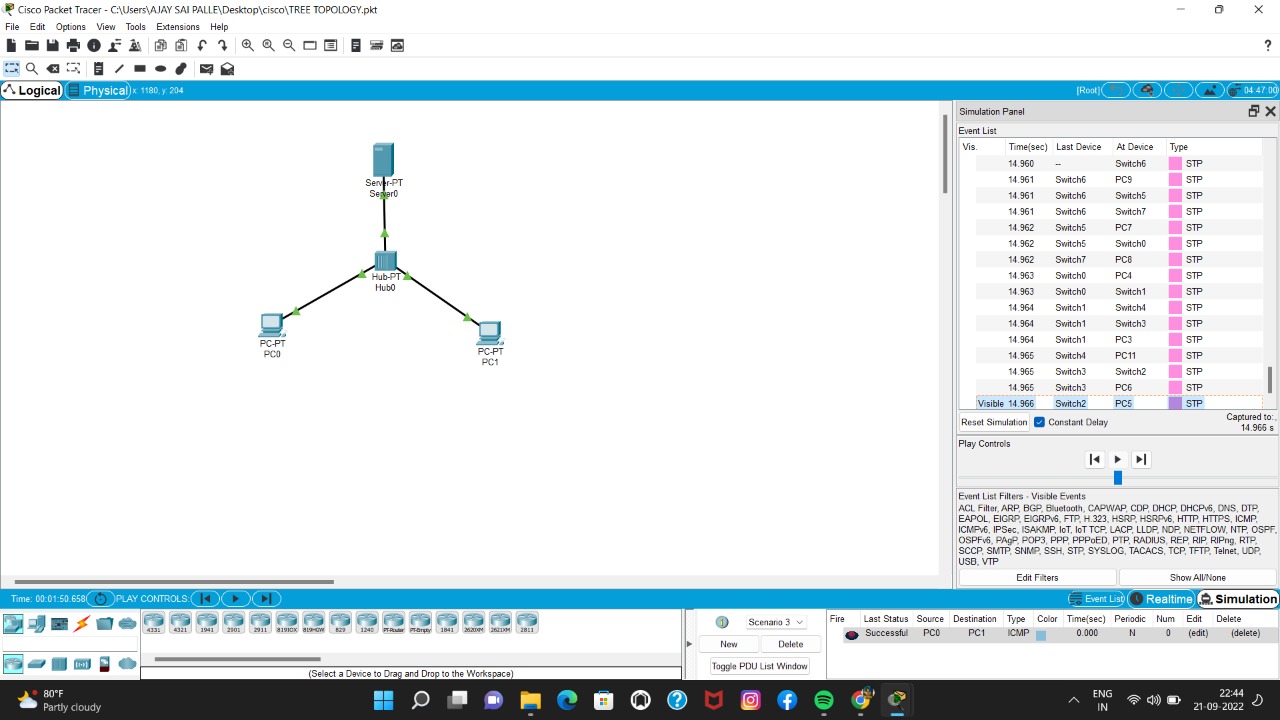 Cisco Packet Tracer - C:\Users\AJAY SAI PALLE\Desktop\cisco\TREE TOPOLOGY.pkt
File Edit Options View Tools Extensions Help
?
Logical Physical x: 1180, y: 204 [Root] 04:47:00
Server-PT
Server0
Hub-PT
Hub0
PC-PT
PC0
PC-PT
PC1
Simulation Panel
Event List
Vis. Time(sec) Last Device At Device Type
14.960 -- Switch6 STP
14.961 Switch6 PC9 STP
14.961 Switch6 Switch5 STP
14.961 Switch6 Switch7 STP
14.962 Switch5 PC7 STP
14.962 Switch5 Switch0 STP
14.962 Switch7 PC8 STP
14.963 Switch0 PC4 STP
14.963 Switch0 Switch1 STP
14.964 Switch1 Switch4 STP
14.964 Switch1 Switch3 STP
14.964 Switch1 PC3 STP
14.965 Switch4 PC11 STP
14.965 Switch3 Switch2 STP
14.965 Switch3 PC6 STP
Visible 14.966 Switch2 PC5 STP
Reset Simulation Constant Delay Captured to:
14.966 s
Play Controls
Event List Filters - Visible Events
ACL Filter, ARP, BGP, Bluetooth, CAPWAP, CDP, DHCP, DHCPv6, DNS, DTP,
EAPOL, EIGRP, EIGRPv6, FTP, H.323, HSRP, HSRPv6, HTTP, HTTPS, ICMP,
ICMPv6, IPSec, ISAKMP, IoT, IoT TCP, LACP, LLDP, NDP, NETFLOW, NTP, OSPF,
OSPFv6, PAgP, POP3, PPP, PPPoED, PTP, RADIUS, REP, RIP, RIPng, RTP,
SCCP, SMTP, SNMP, SSH, STP, SYSLOG, TACACS, TCP, TFTP, Telnet, UDP,
USB, VTP
Edit Filters Show All/None
Time: 00:01:50.658 PLAY CONTROLS: Event List Realtime Simulation
4331 4321 1941 2901 2911 819IOX 819HGW 829 1240 PT-Router PT-Empty 1841 2620XM 2621XM 2811
(Select a Device to Drag and Drop to the Workspace)
Scenario 3
New Delete
Toggle PDU List Window
Fire Last Status Source Destination Type Color Time(sec) Periodic Num Edit Delete
Successful PC0 PC1 ICMP 0.000 N 0 (edit) (delete)
80°F
Partly cloudy
ENG
IN
22:44
21-09-2022